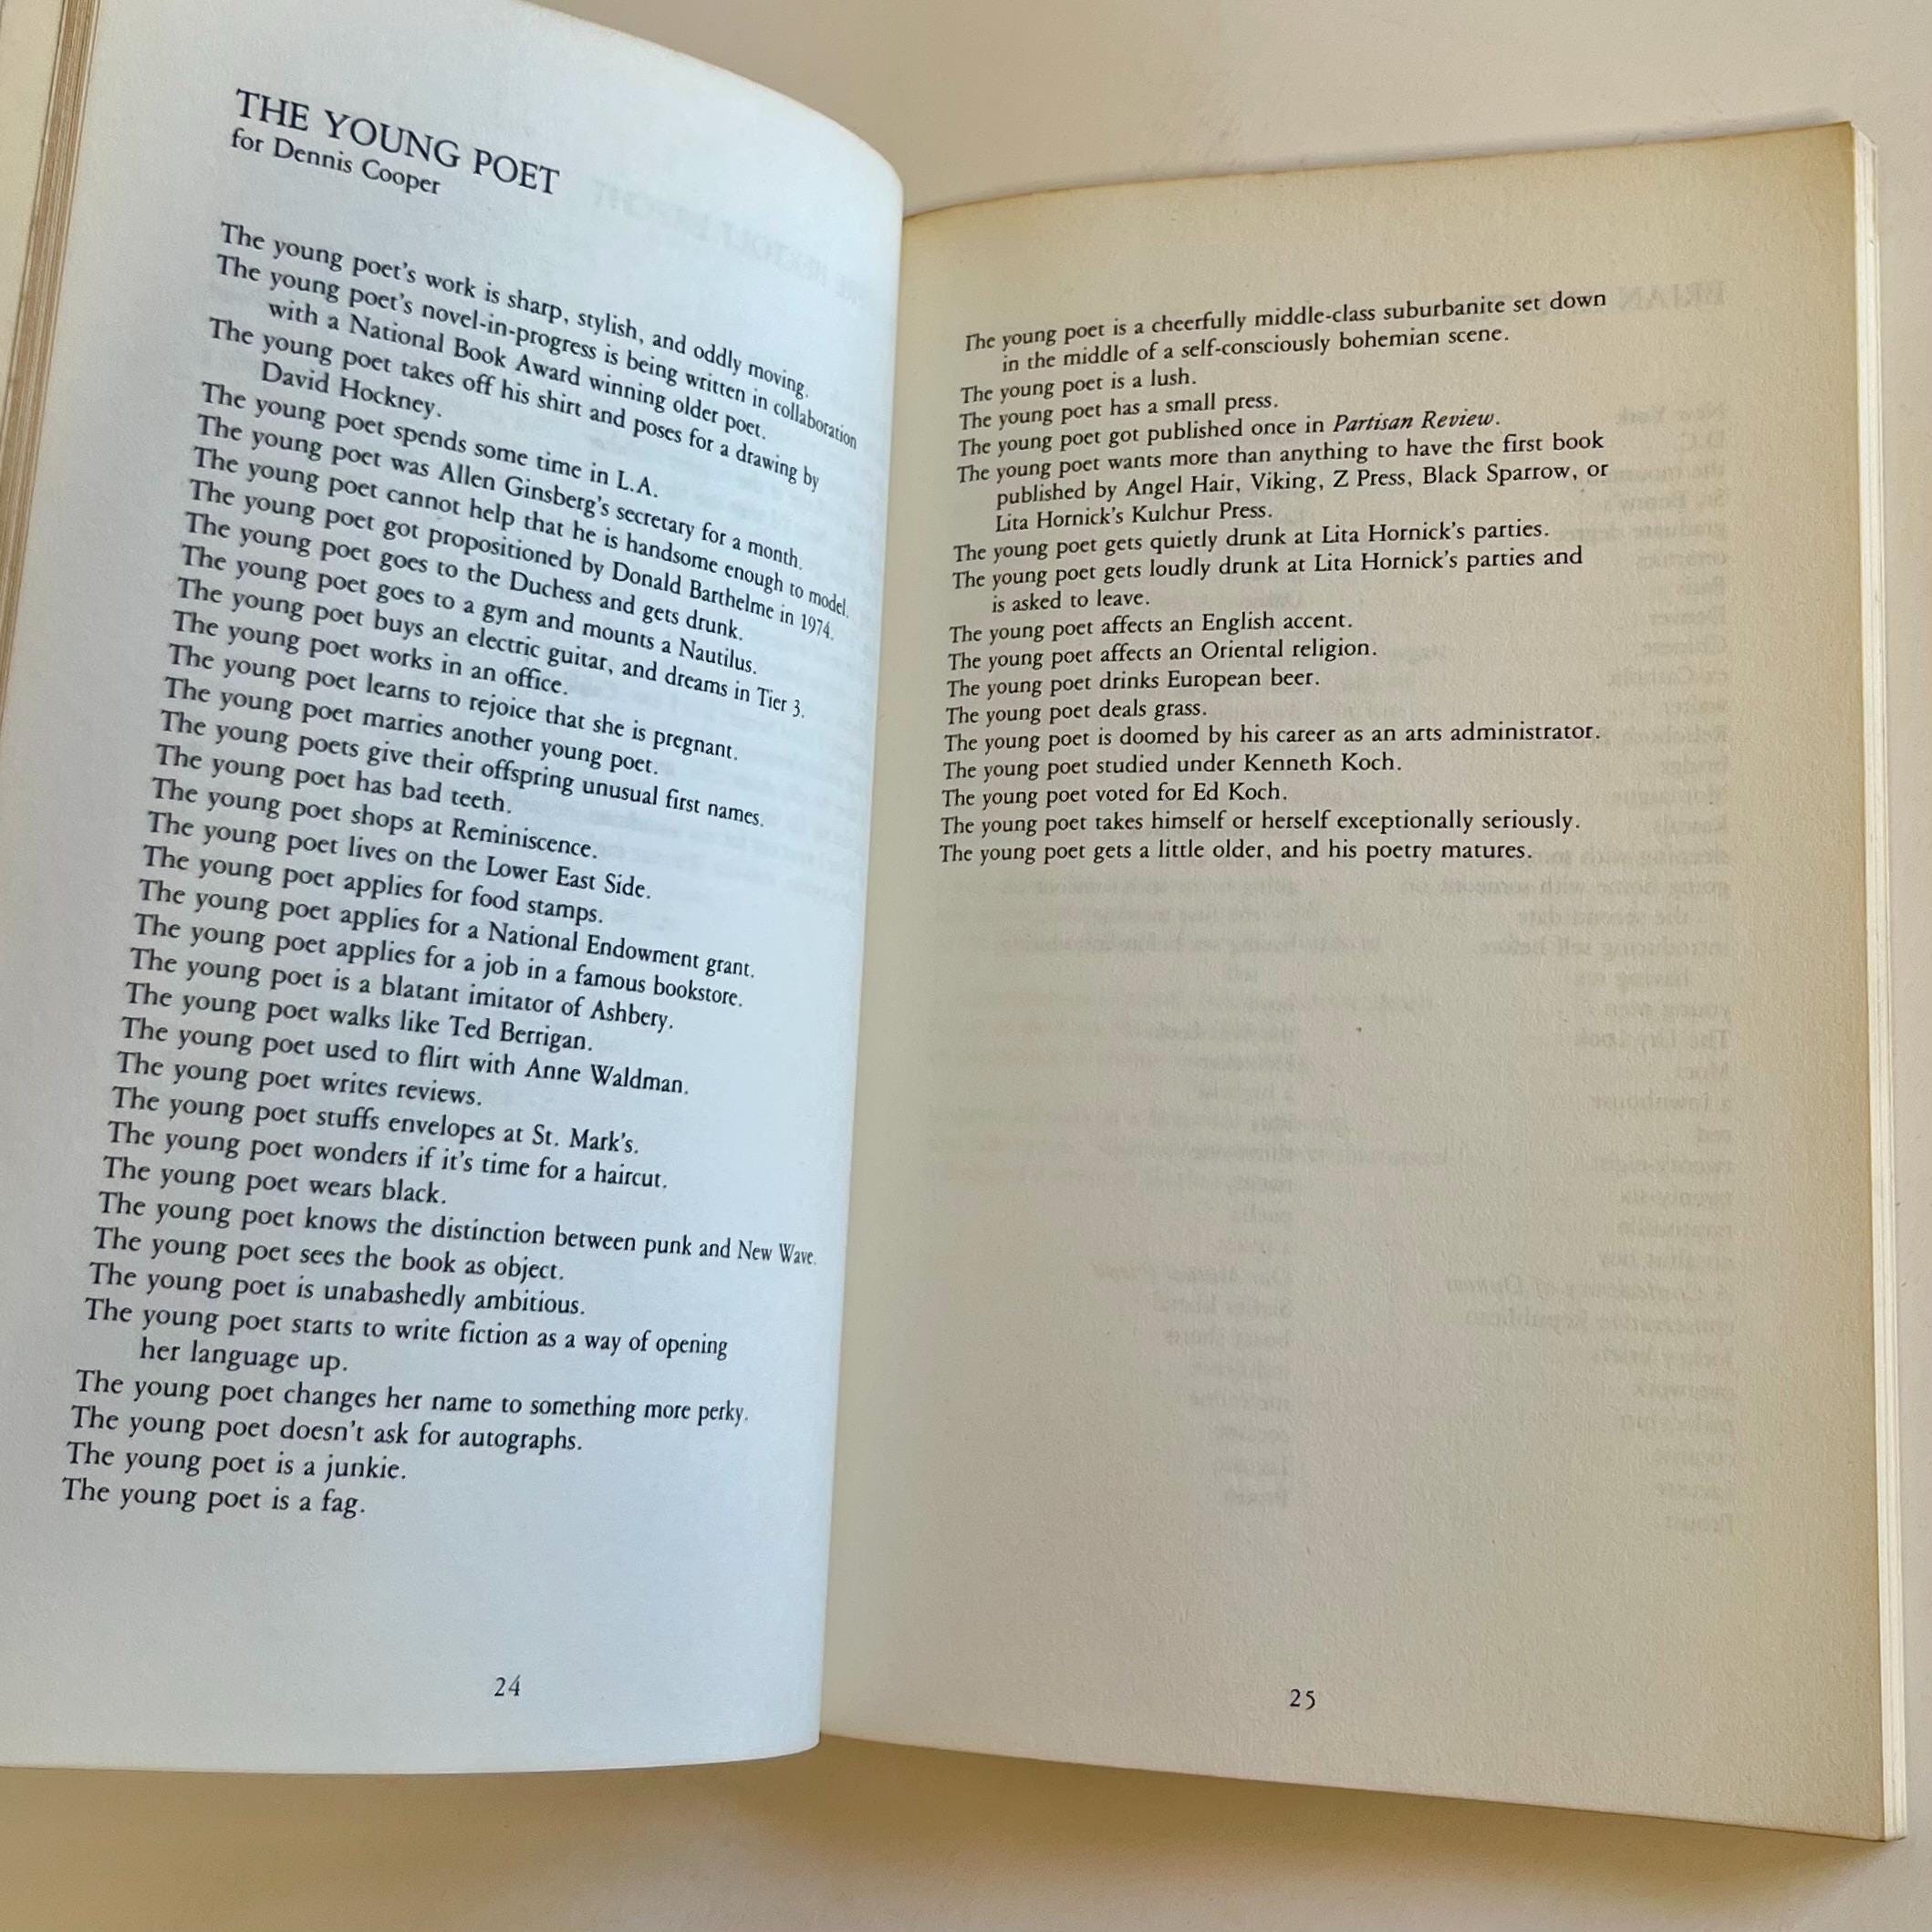 THE YOUNG POET
for Dennis Cooper
The young poet's work is sharp, stylish, and oddly moving.
The young poet's novel-in-progress is being written in collaboration
with a National Book Award winning older poet.
The young poet takes off his shirt and poses for a drawing by
David Hockney.
The young poet spends some time in L.A.
The young poet was Allen Ginsberg's secretary for a month.
The young poet cannot help that he is handsome enough to model.
The young poet got propositioned by Donald Barthelme in 1974.
The young poet goes to the Duchess and gets drunk.
The young poet goes to a gym and mounts a Nautilus.
The young poet buys an electric guitar, and dreams in Tier 3.
The young poet works in an office.
The young poet learns to rejoice that she is pregnant.
The young poet marries another young poet.
The young poets give their offspring unusual first names.
The young poet has bad teeth.
The young poet shops at Reminiscence.
The young poet lives on the Lower East Side.
The young poet applies for food stamps.
The young poet applies for a National Endowment grant.
The young poet applies for a job in a famous bookstore.
The young poet is a blatant imitator of Ashbery.
The young poet walks like Ted Berrigan.
The young poet used to flirt with Anne Waldman.
The young poet writes reviews.
The young poet stuffs envelopes at St. Mark's.
The young poet wonders if it's time for a haircut.
The young poet wears black.
The young poet knows the distinction between punk and New Wave.
The young poet sees the book as object.
The young poet is unabashedly ambitious.
The young poet starts to write fiction as a way of opening
her language up.
The young poet changes her name to something more perky.
The young poet doesn't ask for autographs.
The young poet is a junkie.
The young poet is a fag.
24
The young poet is a cheerfully middle-class suburbanite set down
in the middle of a self-consciously bohemian scene.
The young poet is a lush.
The young poet has a small press.
The young poet got published once in Partisan Review.
The young poet wants more than anything to have the first book
published by Angel Hair, Viking, Z Press, Black Sparrow, or
Lita Hornick's Kulchur Press.
The young poet gets quietly drunk at Lita Hornick's parties.
The young poet gets loudly drunk at Lita Hornick's parties and
is asked to leave.
The young poet affects an English accent.
The young poet affects an Oriental religion.
The young poet drinks European beer.
The young poet deals grass.
The young poet is doomed by his career as an arts administrator.
The young poet studied under Kenneth Koch.
The young poet voted for Ed Koch.
The young poet takes himself or herself exceptionally seriously.
The young poet gets a little older, and his poetry matures.
25